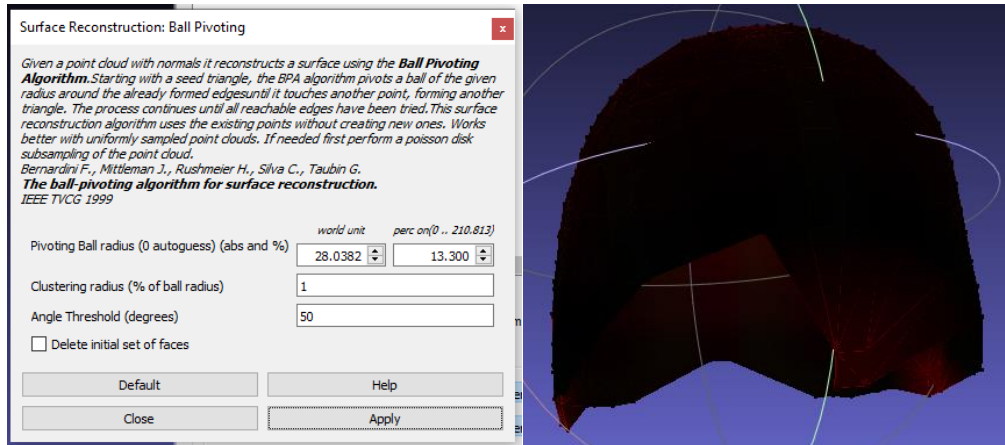 Surface Reconstruction: Ball Pivoting
x
Given a point cloud with normals it reconstructs a surface using the Ball Pivoting
Algorithm.Starting with a seed triangle, the BPA algorithm pivots a ball of the given
radius around the already formed edgesuntil it touches another point, forming another
triangle. The process continues until all reachable edges have been tried.This surface
reconstruction algorithm uses the existing points without creating new ones. Works
better with uniformly sampled point clouds. If needed first perform a poisson disk
subsampling of the point cloud.
Bernardini F., Mittleman J., Rushmeier H., Silva C., Taubin G.
The ball-pivoting algorithm for surface reconstruction.
IEEE TVCG 1999
world unit perc on(0 .. 210.813)
Pivoting Ball radius (0 autoguess) (abs and %) 28.0382 13.300
Clustering radius (% of ball radius) 1
Angle Threshold (degrees) 50
Delete initial set of faces
Default Help
Close Apply